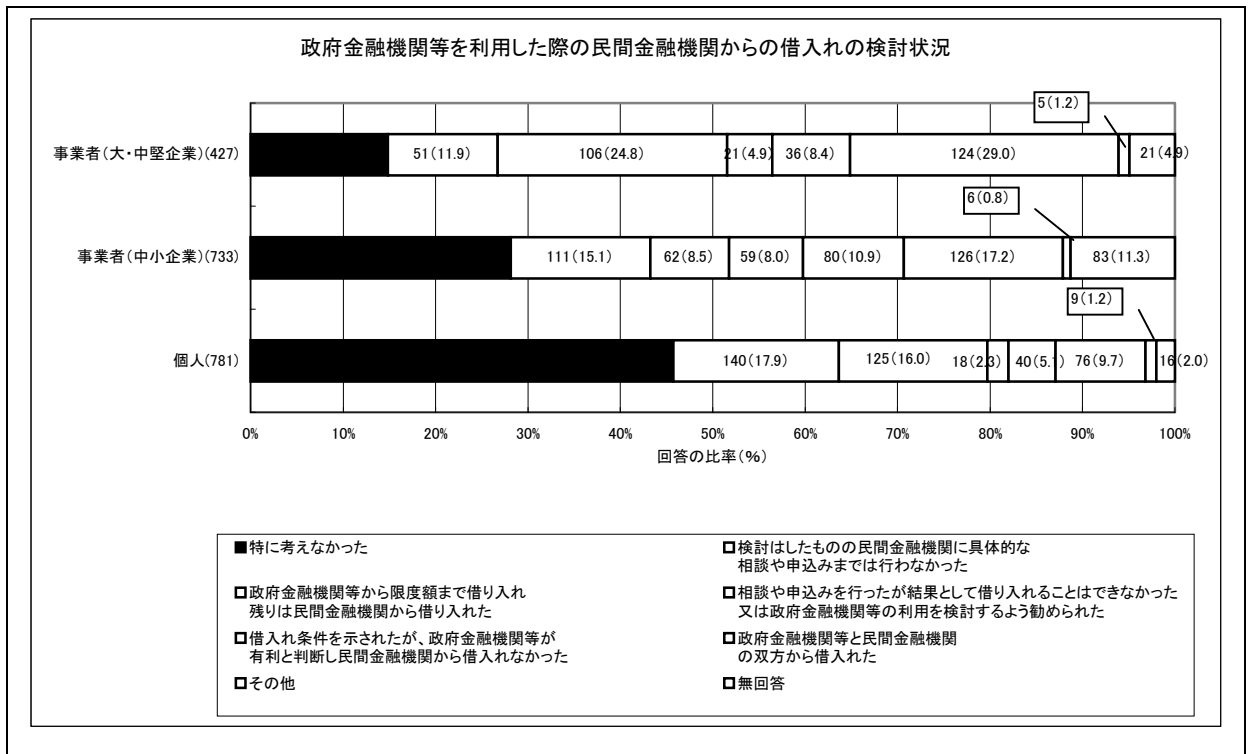 政府金融機関等を利用した際の民間金融機関からの借入れの検討状況
5(1.2)
事業者(大・中堅企業)(427)
51(11.9)
106(24.8)
21(4.9)
36(8.4)
124(29.0)
21(4.9)
6(0.8)
事業者(中小企業)(733)
111(15.1)
62(8.5)
59(8.0)
80(10.9)
126(17.2)
83(11.3)
9(1.2)
個人(781)
140(17.9)
125(16.0)
18(2.3)
40(5.1)
76(9.7)
16(2.0)
0%
10%
20%
30%
40%
50%
60%
70%
80%
90%
100%
回答の比率(%)
特に考えなかった
検討はしたものの民間金融機関に具体的な
相談や申込みまでは行わなかった
政府金融機関等から限度額まで借り入れ
残りは民間金融機関から借り入れた
相談や申込みを行ったが結果として借り入れることはできなかった
又は政府金融機関等の利用を検討するよう勧められた
借入れ条件を示されたが、政府金融機関等が
有利と判断し民間金融機関から借入れなかった
政府金融機関等と民間金融機関
の双方から借入れた
その他
無回答